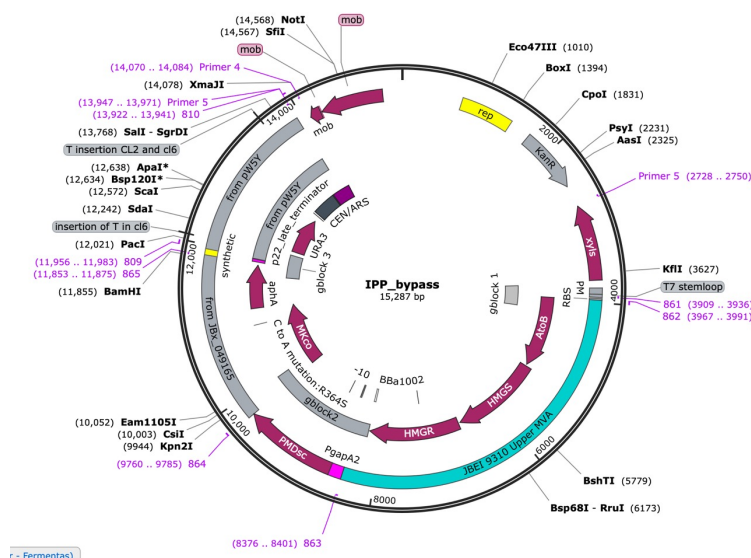 (14,568) NotI
(14,567) SfiI
mob
mob
(14,070 .. 14,084) Primer 4
(14,078) XmaJI
(13,947 .. 13,971) Primer 5
(13,922 .. 13,941) 810
14,000
(13,768) SalI - SgrDI
T insertion CL2 and cl6
(12,638) ApaI*
(12,634) Bsp120I*
(12,572) ScaI
(12,242) SdaI
insertion of T in cl6
(12,021) PacI
(11,956 .. 11,983) 809
(11,853 .. 11,875) 865
(11,855) BamHI
12,000
(10,052) Eam1105I
(10,003) CsiI
(9944) Kpn2I
(9760 .. 9785) 864
10,000
(8376 .. 8401) 863
8000
Eco47III (1010)
BoxI (1394)
CpoI (1831)
2000
PsyI (2231)
AasI (2325)
Primer 5 (2728 .. 2750)
KflI (3627)
T7 stemloop
4000
861 (3909 .. 3936)
862 (3967 .. 3991)
BshTI (5779)
6000
Bsp68I - RruI (6173)
rep
KanR
xyls
PM
RBS
JBEI 9310 Upper MVA
AtoB
HMGS
HMGR
gblock 1
BBa1002
-10
PgapA2
PMDsc
gblock2
C to A mutation:R364S
MKco
aphA
from JBx_049165
synthetic
from pW5Y
from pW5Y
p22_late_terminator
URA3
gblock 3
CEN/ARS
mob
IPP_bypass
15,287 bp
r - Fermentas)